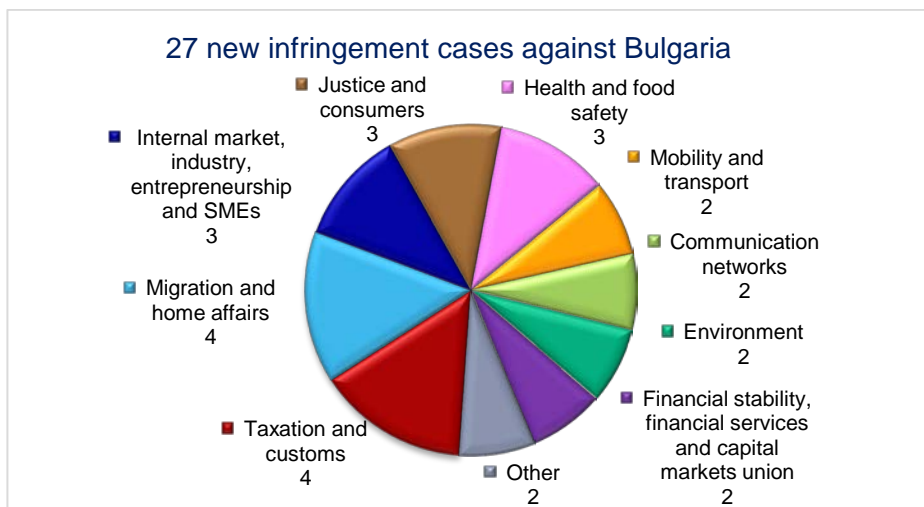 27 new infringement cases against Bulgaria
Justice and
consumers
3
Health and food
safety
3
Internal market,
industry,
entrepreneurship
and SMEs
3
Mobility and
transport
2
Communication
networks
2
Migration and
home affairs
4
Environment
2
Financial stability,
financial services
and capital
markets union
2
Taxation and
customs
4
Other
2